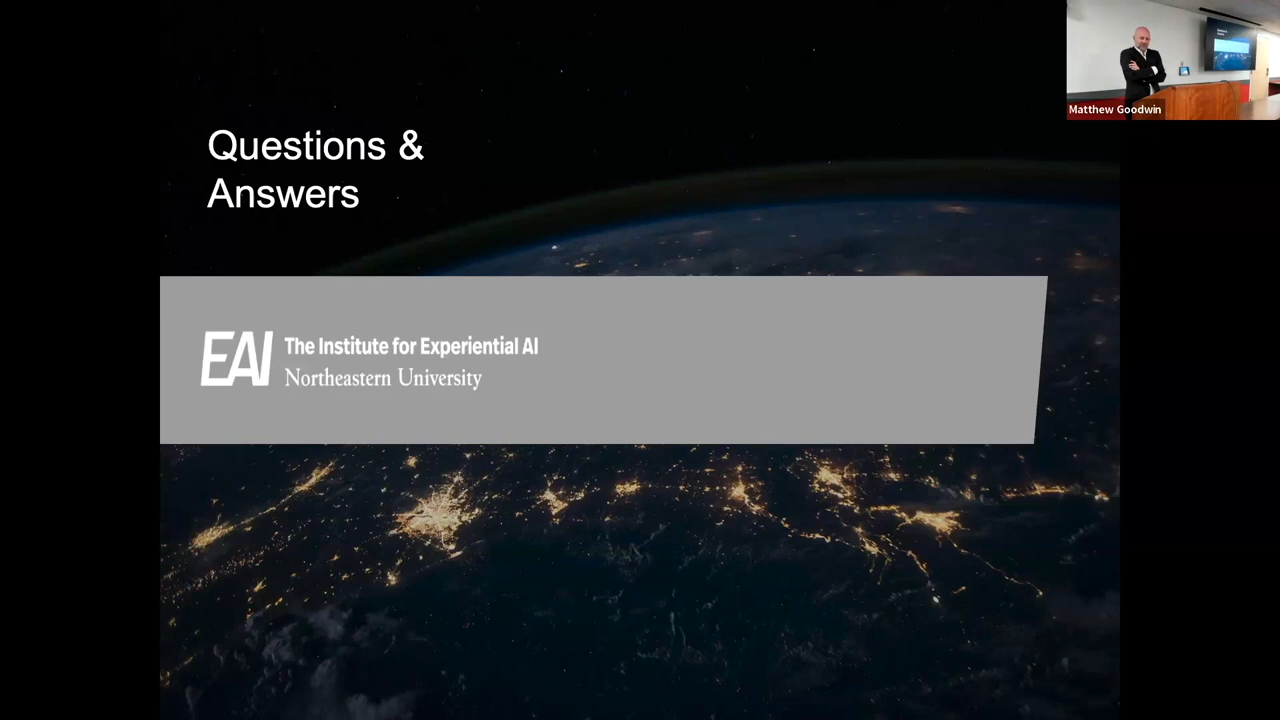 Questions &
Answers
EAI
The Institute for Experiential AI
Northeastern University
Matthew Goodwin